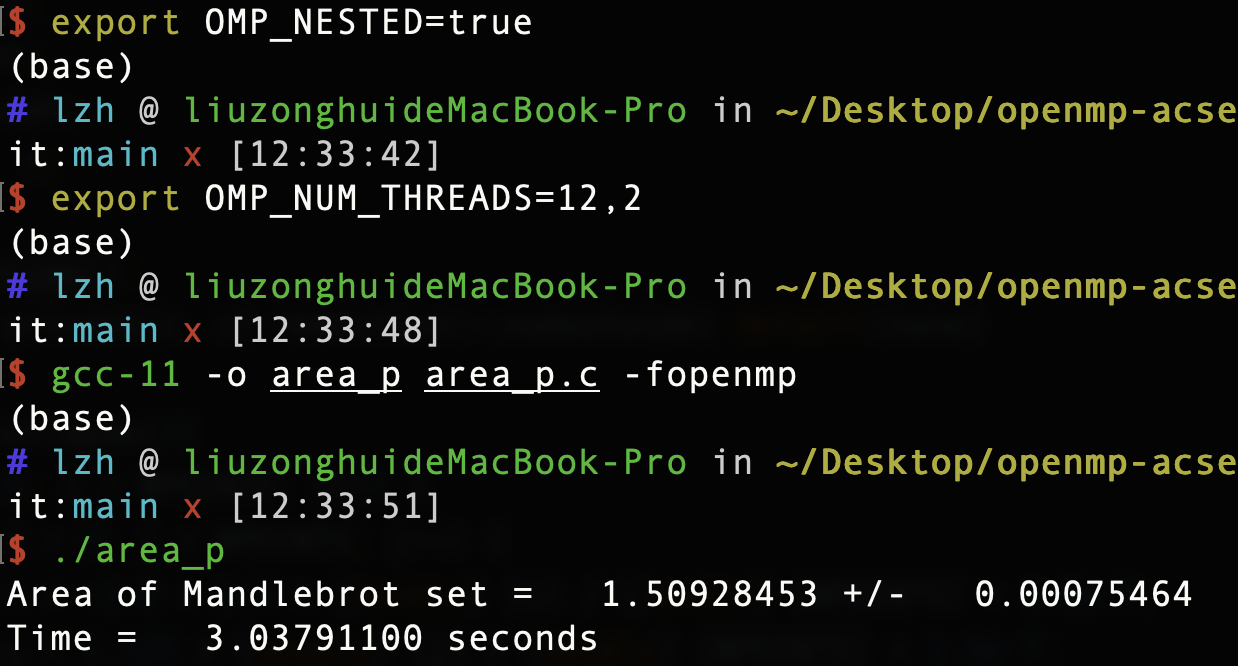 $ export OMP_NESTED=true
(base)
# lzh @ liuzonghuideMacBook-Pro in ~/Desktop/openmp-acse
it:main x [12:33:42]
$ export OMP_NUM_THREADS=12,2
(base)
# lzh @ liuzonghuideMacBook-Pro in ~/Desktop/openmp-acse
it:main x [12:33:48]
$ gcc-11 -o area_p area_p.c -fopenmp
(base)
# lzh @ liuzonghuideMacBook-Pro in ~/Desktop/openmp-acse
it:main x [12:33:51]
$ ./area_p
Area of Mandlebrot set =   1.50928453 +/-   0.00075464
Time =   3.03791100 seconds